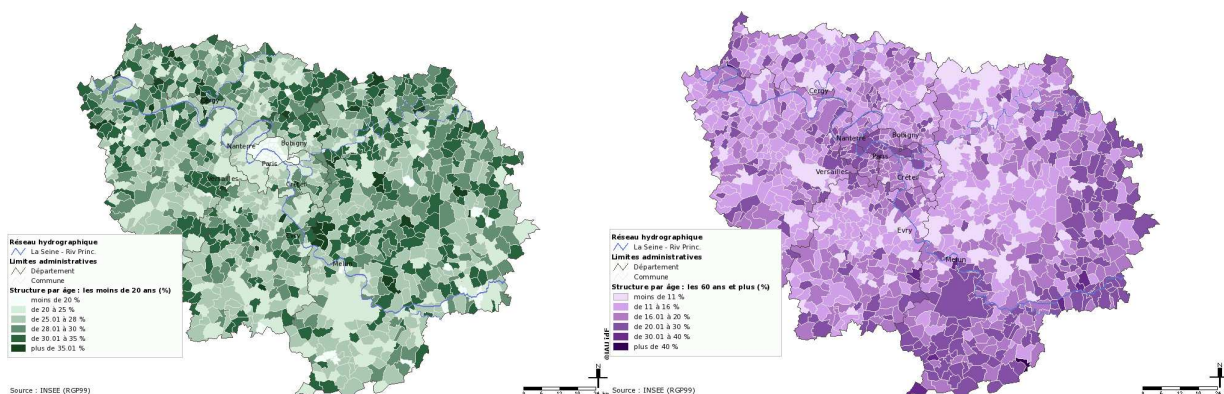 Cergy
Nanterre
Bobigny
Paris
Versailles
Créteil
Melun
Réseau hydrographique
La Seine - Riv Princ.
Limites administratives
Département
Commune
Structure par âge : les moins de 20 ans (%)
moins de 20 %
de 20 à 25 %
de 25.01 à 28 %
de 28.01 à 30 %
de 30.01 à 35 %
plus de 35.01 %
Source : INSEE (RGP99)
©IAU îdF
N
Cergy
Nanterre
Bobigny
Paris
Versailles
Créteil
Evry
Melun
Réseau hydrographique
La Seine - Riv Princ.
Limites administratives
Département
Commune
Structure par âge : les 60 ans et plus (%)
moins de 11 %
de 11 à 16 %
de 16.01 à 20 %
de 20.01 à 30 %
de 30.01 à 40 %
plus de 40 %
Source : INSEE (RGP99)
N